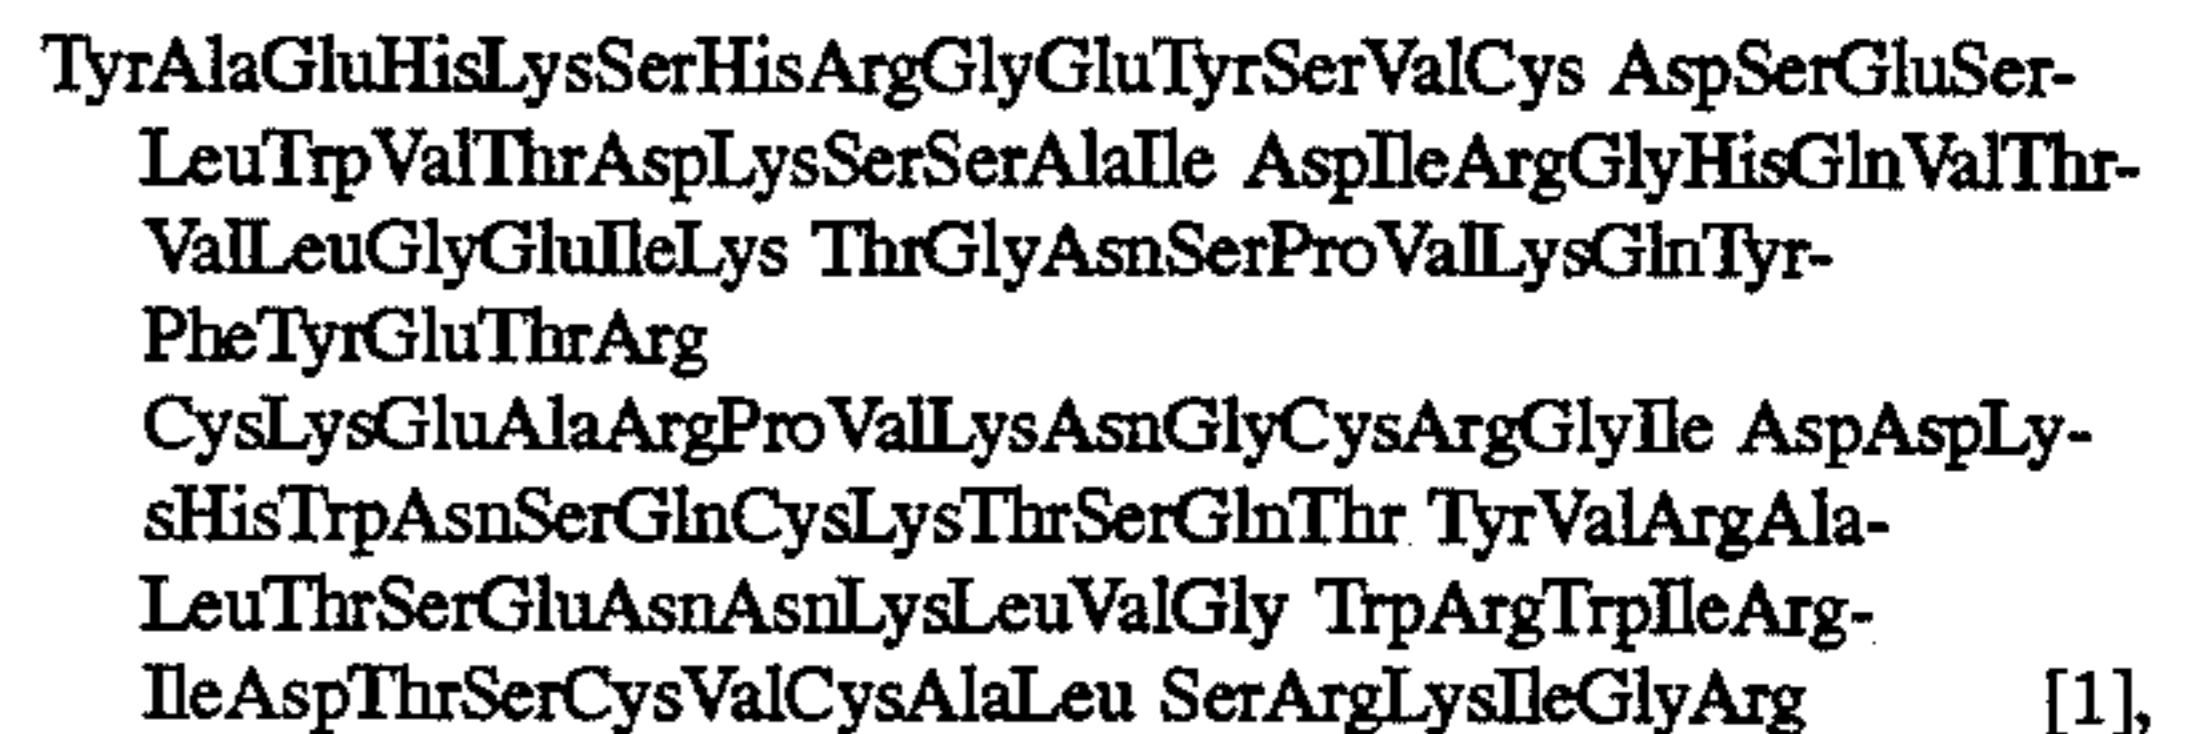 TyrAlaGluHisLysSerHisArgGlyGluTyrSerValCys AspSerGluSer-
LeuTrpValThrAspLysSerSerAlaIle AspIleArgGlyHisGlnValThr-
ValLeuGlyGluIleLys ThrGlyAsnSerProValLysGlnTyr-
PheTyrGluThrArg
CysLysGluAlaArgProValLysAsnGlyCysArgGlyIle AspAspLy-
sHisTrpAsnSerGlnCysLysThrSerGlnThr TyrValArgAla-
LeuThrSerGluAsnAsnLysLeuValGly TrpArgTrpIleArg-
IleAspThrSerCysValCysAlaLeu SerArgLysIleGlyArg [1],